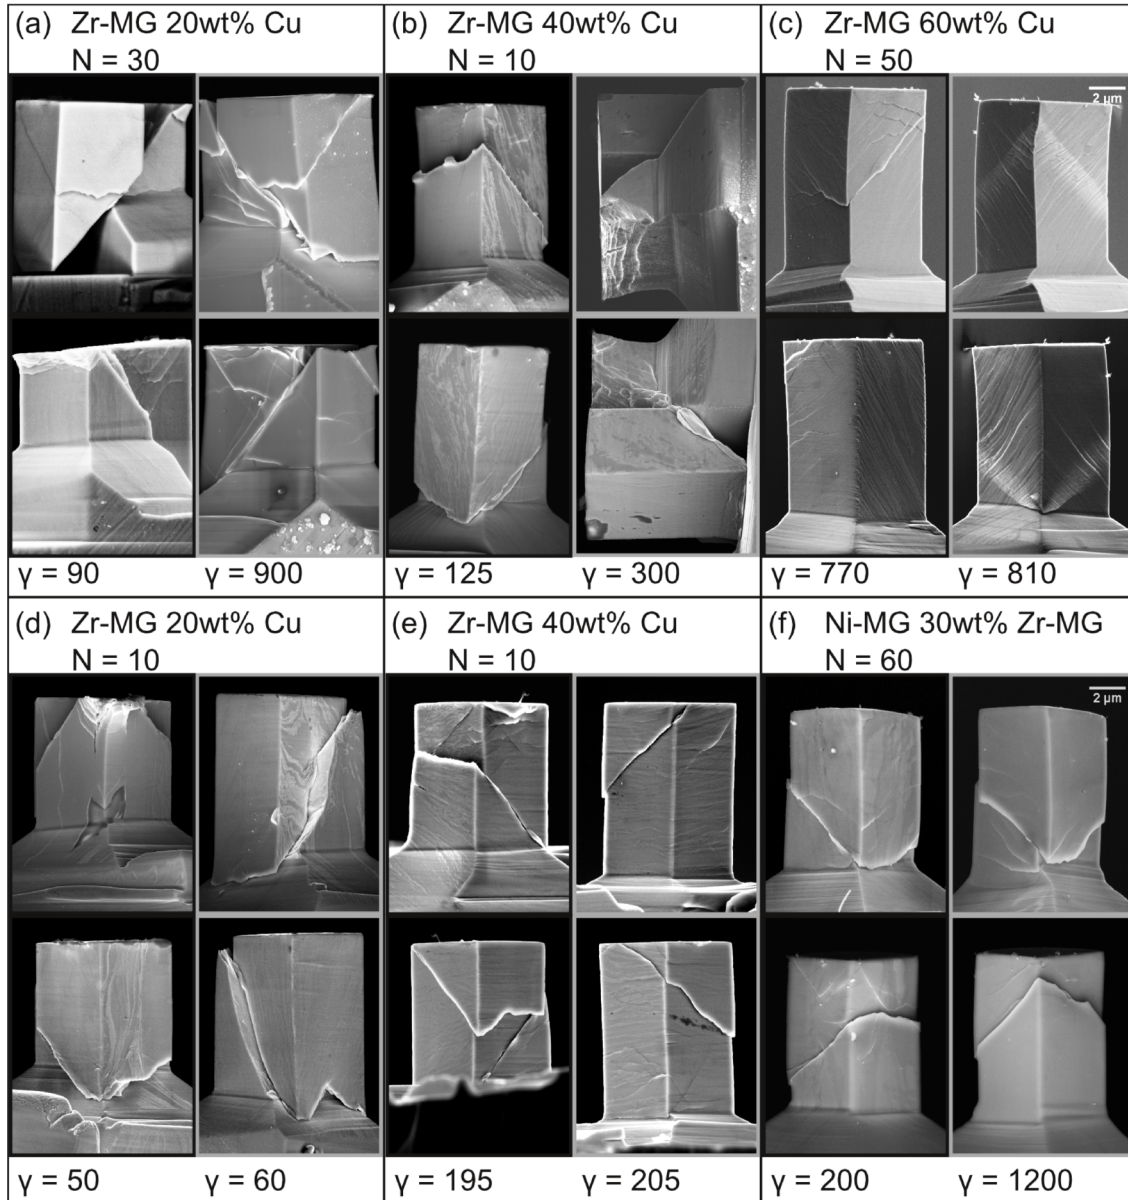 (a) Zr-MG 20wt% Cu
N = 30
(b) Zr-MG 40wt% Cu
N = 10
(c) Zr-MG 60wt% Cu
N = 50
2 µm
γ = 90
γ = 900
γ = 125
γ = 300
γ = 770
γ = 810
(d) Zr-MG 20wt% Cu
N = 10
(e) Zr-MG 40wt% Cu
N = 10
(f) Ni-MG 30wt% Zr-MG
N = 60
2 µm
γ = 50
γ = 60
γ = 195
γ = 205
γ = 200
γ = 1200